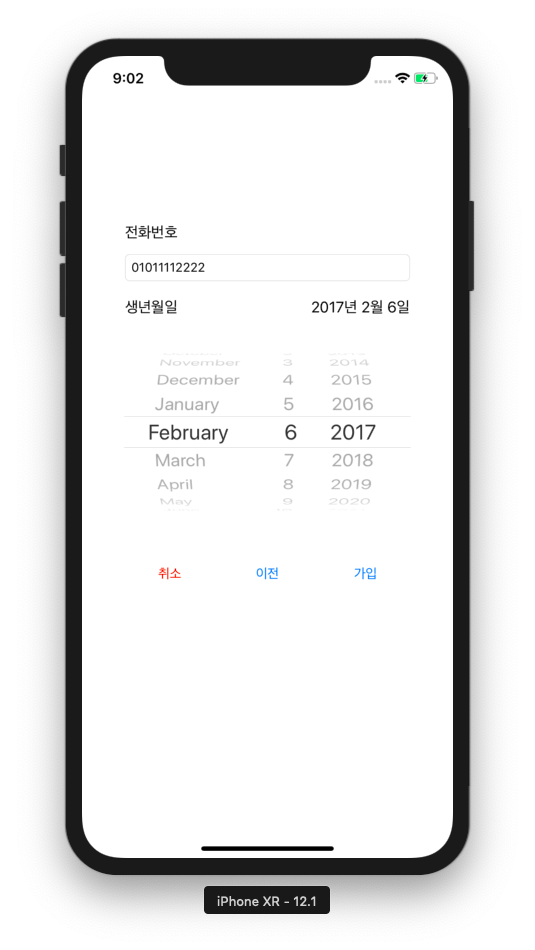 9:02
전화번호
01011112222
생년월일 2017년 2월 6일
November 3 2014
December 4 2015
January 5 2016
February 6 2017
March 7 2018
April 8 2019
May 9 2020
취소 이전 가입
iPhone XR – 12.1